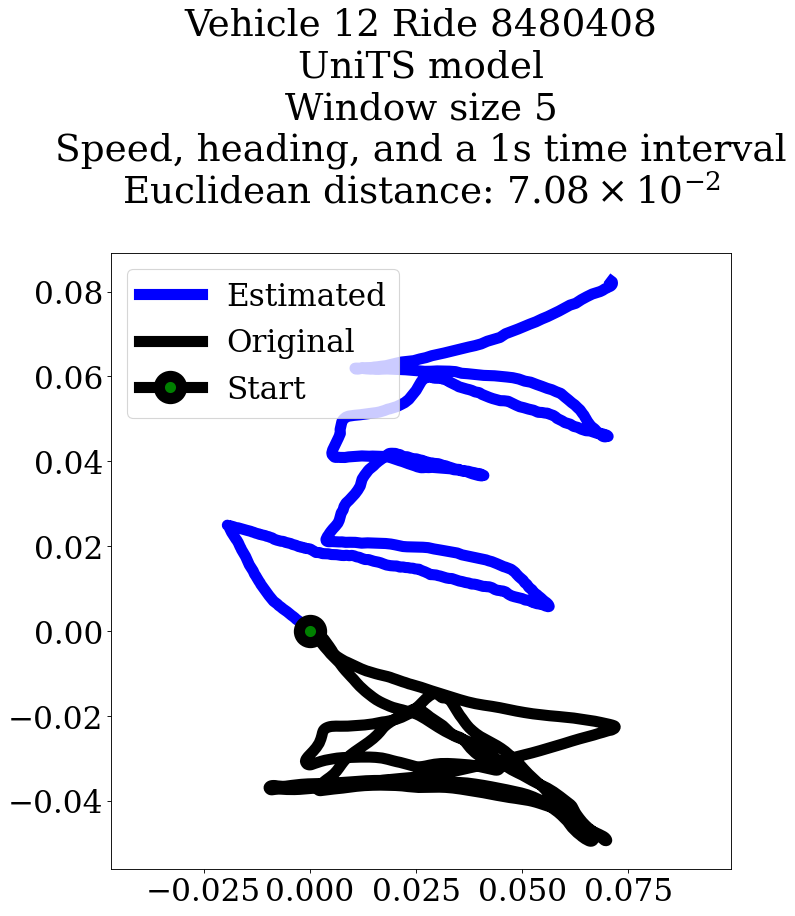 Vehicle 12 Ride 8480408
UniTS model
Window size 5
Speed, heading, and a 1s time interval
Euclidean distance: 7.08 × 10⁻²
Estimated
Original
Start
0.08
0.06
0.04
0.02
0.00
−0.02
−0.04
−0.025 0.000 0.025 0.050 0.075